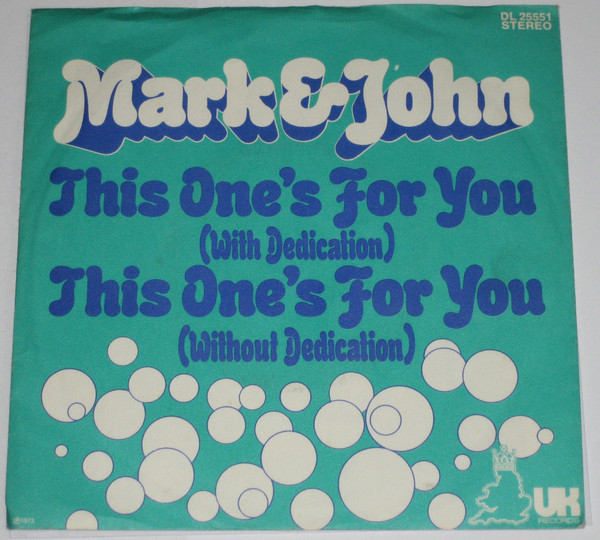 DL 25551
STEREO
Mark & John
This One's For You
(With Dedication)
This One's For You
(Without Dedication)
UK
RECORDS